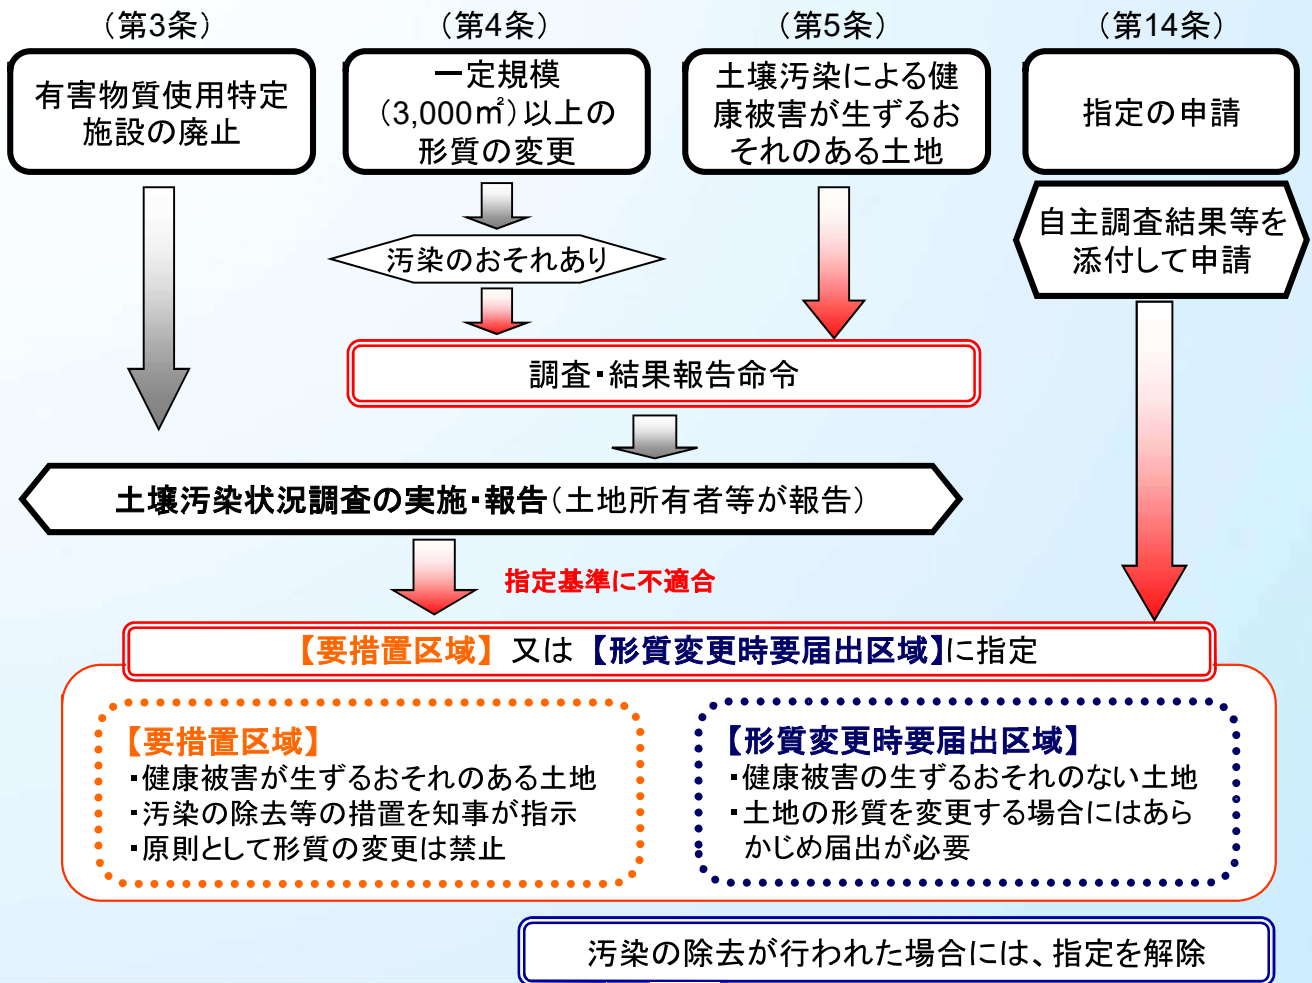 (第3条)
(第4条)
(第5条)
(第14条)
有害物質使用特定
施設の廃止
一定規模
(3,000㎡)以上の
形質の変更
土壌汚染による健
康被害が生ずるお
それのある土地
指定の申請
汚染のおそれあり
自主調査結果等を
添付して申請
調査・結果報告命令
土壌汚染状況調査の実施・報告(土地所有者等が報告)
指定基準に不適合
【要措置区域】 又は 【形質変更時要届出区域】に指定
【要措置区域】
・健康被害が生ずるおそれのある土地
・汚染の除去等の措置を知事が指示
・原則として形質の変更は禁止
【形質変更時要届出区域】
・健康被害の生ずるおそれのない土地
・土地の形質を変更する場合にはあら
かじめ届出が必要
汚染の除去が行われた場合には、指定を解除